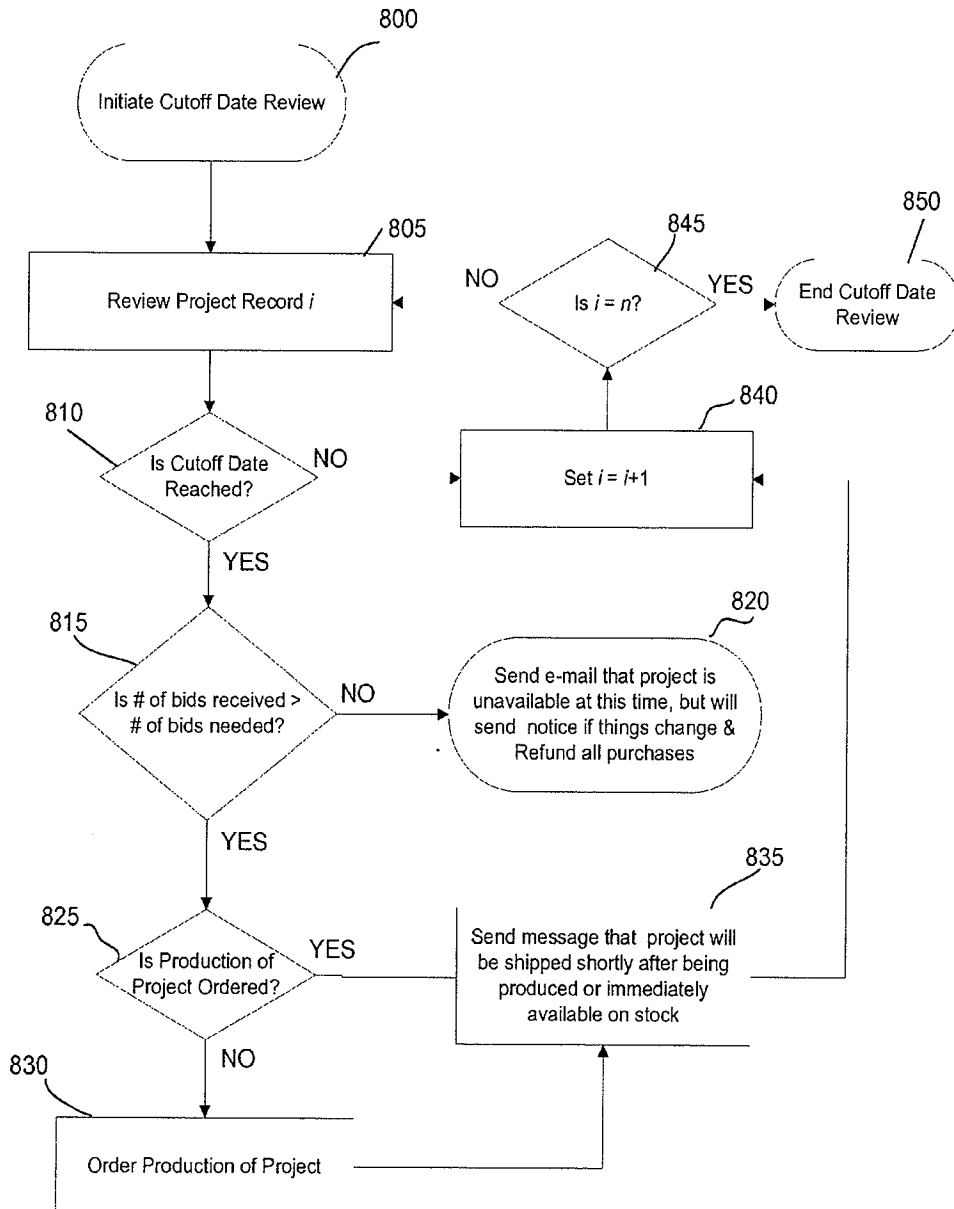 800
Initiate Cutoff Date Review
805
Review Project Record i
845
NO
Is i = n?
YES
850
End Cutoff Date
Review
810
Is Cutoff Date
Reached?
NO
YES
840
Set i = i+1
815
Is # of bids received >
# of bids needed?
NO
YES
820
Send e-mail that project is
unavailable at this time, but will
send notice if things change &
Refund all purchases
825
Is Production of
Project Ordered?
YES
NO
835
Send message that project will
be shipped shortly after being
produced or immediately
available on stock
830
Order Production of Project